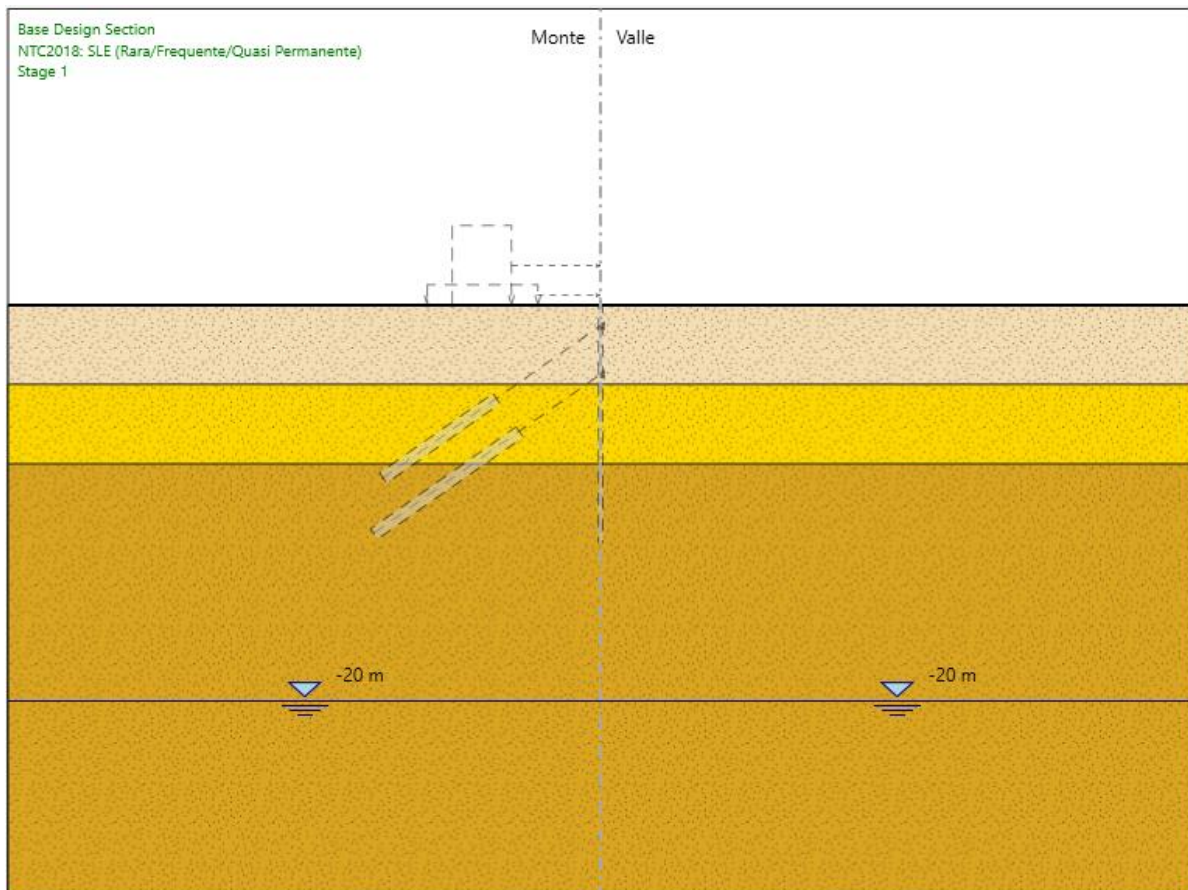 Base Design Section
NTC2018: SLE (Rara/Frequente/Quasi Permanente)
Stage 1
Monte Valle
-20 m
-20 m